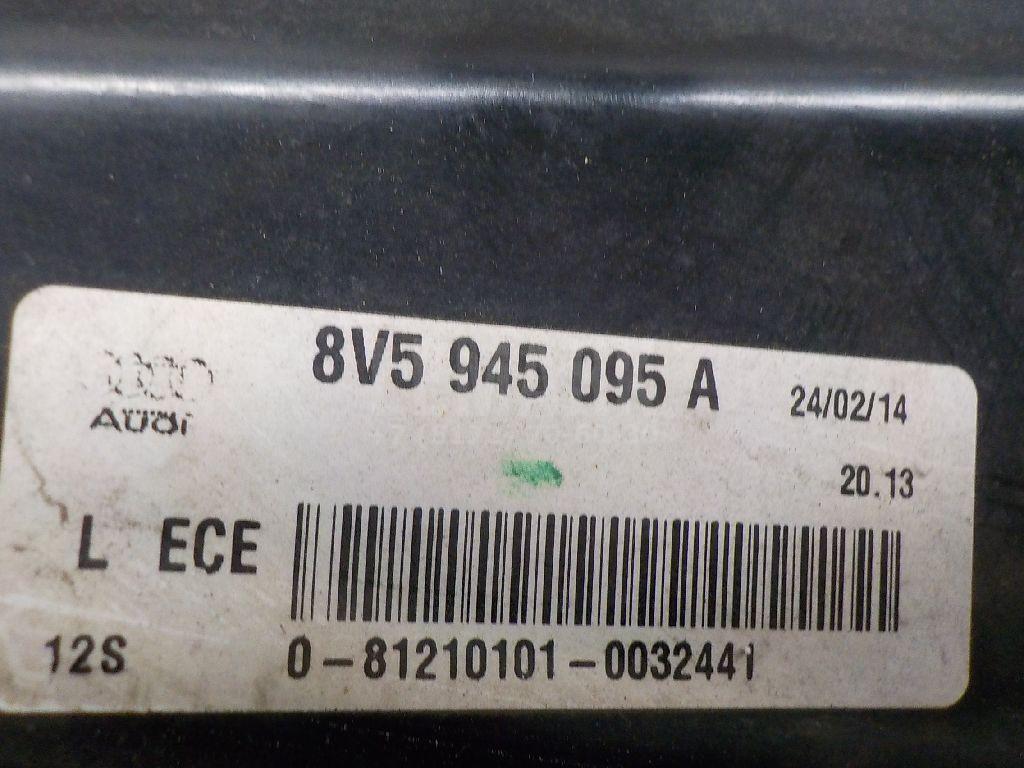 8V5 945 095 A
24/02/14
AUDI
20.13
L ECE
12S
0-81210101-0032441